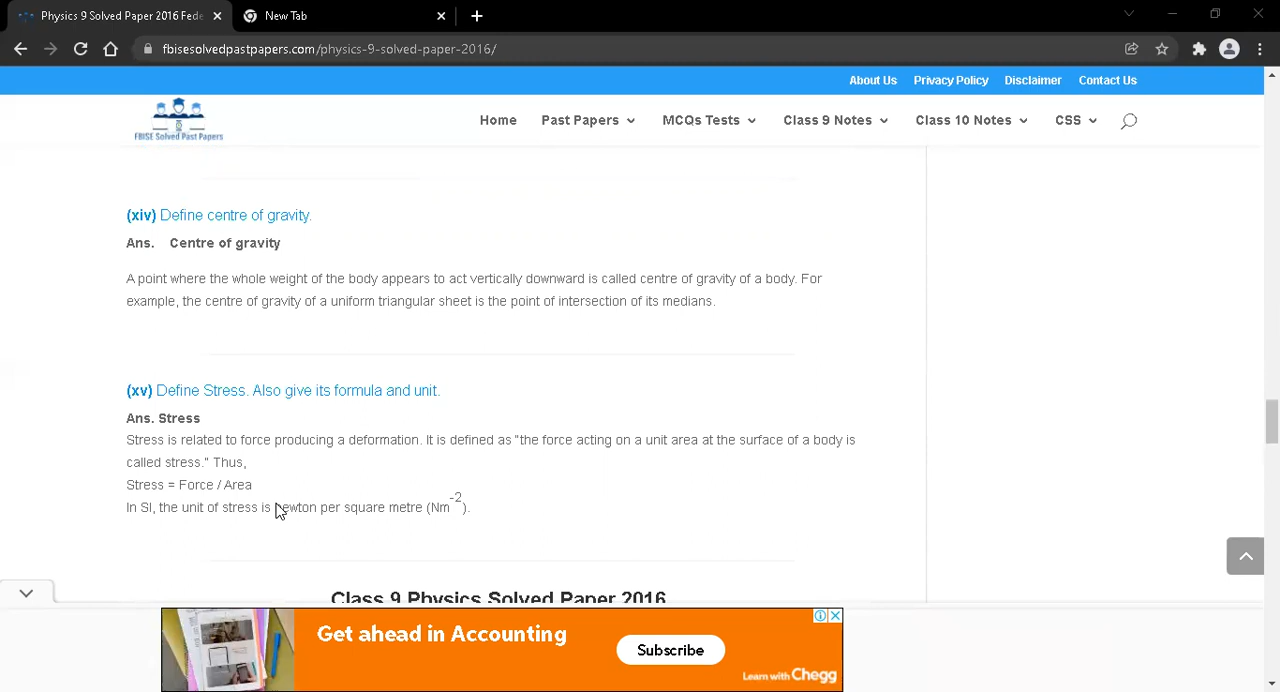 Physics 9 Solved Paper 2016 Fede
New Tab
fbisesolvedpastpapers.com/physics-9-solved-paper-2016/
About Us Privacy Policy Disclaimer Contact Us
FBISE Solved Past Papers
Home Past Papers MCQs Tests Class 9 Notes Class 10 Notes CSS
(xiv) Define centre of gravity.
Ans. Centre of gravity
A point where the whole weight of the body appears to act vertically downward is called centre of gravity of a body. For
example, the centre of gravity of a uniform triangular sheet is the point of intersection of its medians.
(xv) Define Stress. Also give its formula and unit.
Ans. Stress
Stress is related to force producing a deformation. It is defined as "the force acting on a unit area at the surface of a body is
called stress." Thus,
Stress = Force / Area
In SI, the unit of stress is newton per square metre (Nm⁻²).
Class 9 Physics Solved Paper 2016
Get ahead in Accounting
Subscribe
Learn with Chegg